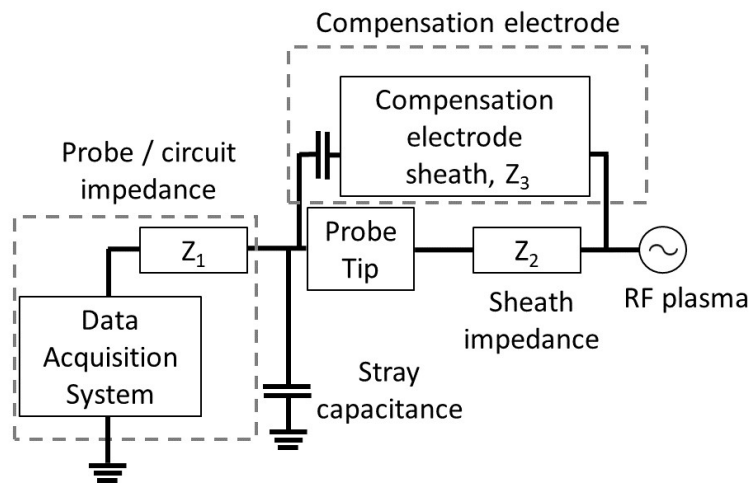 Compensation electrode
Compensation
electrode
sheath, Z₃
Probe / circuit
impedance
Z₁
Probe
Tip
Z₂
RF plasma
Sheath
impedance
Data
Acquisition
System
Stray
capacitance